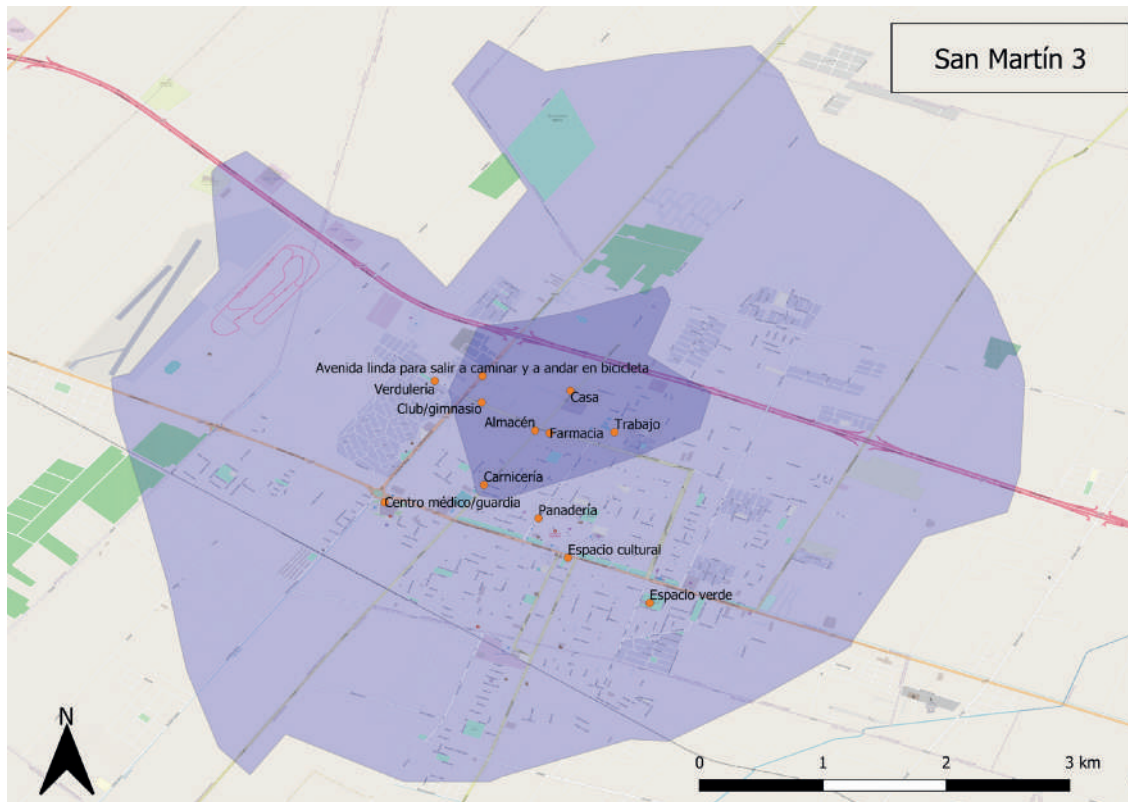 San Martín 3
Avenida linda para salir a caminar y a andar en bicicleta
Verdulería
Casa
Club/gimnasio
Almacén
Farmacia
Trabajo
Carnicería
Centro médico/guardia
Panadería
Espacio cultural
Espacio verde
N
0 1 2 3 km